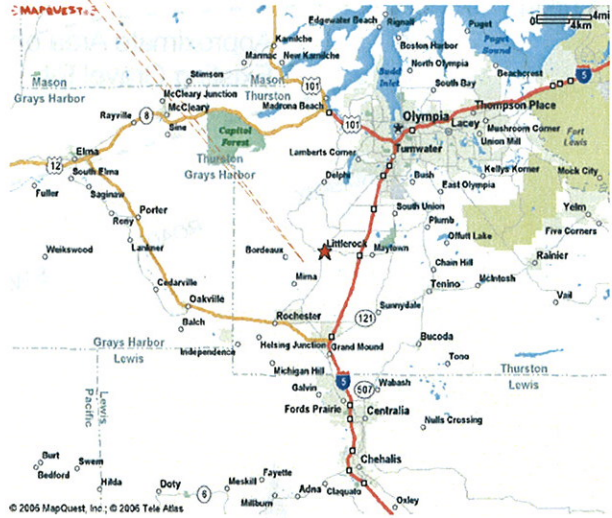 MAPQUEST
4mi
4km
Edgewater Beach
Rignall
Puget
Kamilche
Puget Sound
Boston Harbor
Marmac
New Kamilche
North Olympia
Beachcrest
Budd Inlet
Stimson
Mason
Grays Harbor
Mason
Thurston
101
South Bay
5
McCleary Junction
McCleary
Madrona Beach
Olympia
Thompson Place
Rayville
8
Sine
Capitol Forest
101
Lacey
Mushroom Corner
Union Mill
Fort Lewis
Tumwater
Elma
Lamberts Corner
12
Thurston
Grays Harbor
Kellys Korner
South Elma
Delphi
Bush
East Olympia
Mock City
Fuller
Saginaw
South Union
Yelm
Porter
Reny
Plumb
Five Corners
Offutt Lake
Weikswood
Lankner
Bordeaux
Littlerock
Maytown
Rainier
Chain Hill
Mima
McIntosh
Cedarville
Tenino
Vail
Oakville
Sunnydale
Rochester
121
Balch
Helsing Junction
Grand Mound
Bucoda
Grays Harbor
Lewis
Independence
Tono
Thurston
Lewis
Michigan Hill
5
507
Wabash
Galvin
Lewis
Pacific
Fords Prairie
Centralia
Nulls Crossing
Burt
Swem
Chehalis
Bedford
Fayette
Hilda
Doty
Meskill
6
Adna
Claquato
Millburn
Oxley
© 2006 MapQuest, Inc.; © 2006 Tele Atlas